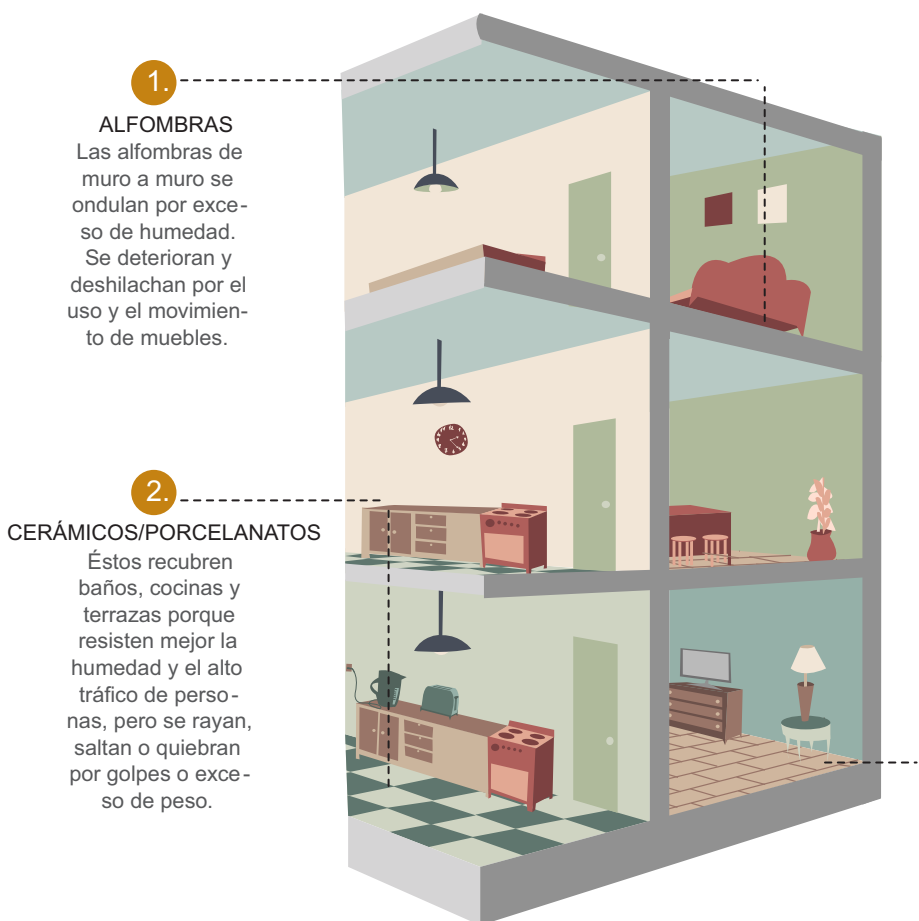 1.
ALFOMBRAS
Las alfombras de
muro a muro se
ondulan por exce-
so de humedad.
Se deterioran y
deshilachan por el
uso y el movimien-
to de muebles.
2.
CERÁMICOS/PORCELANATOS
Éstos recubren
baños, cocinas y
terrazas porque
resisten mejor la
humedad y el alto
tráfico de perso-
nas, pero se rayan,
saltan o quiebran
por golpes o exce-
so de peso.